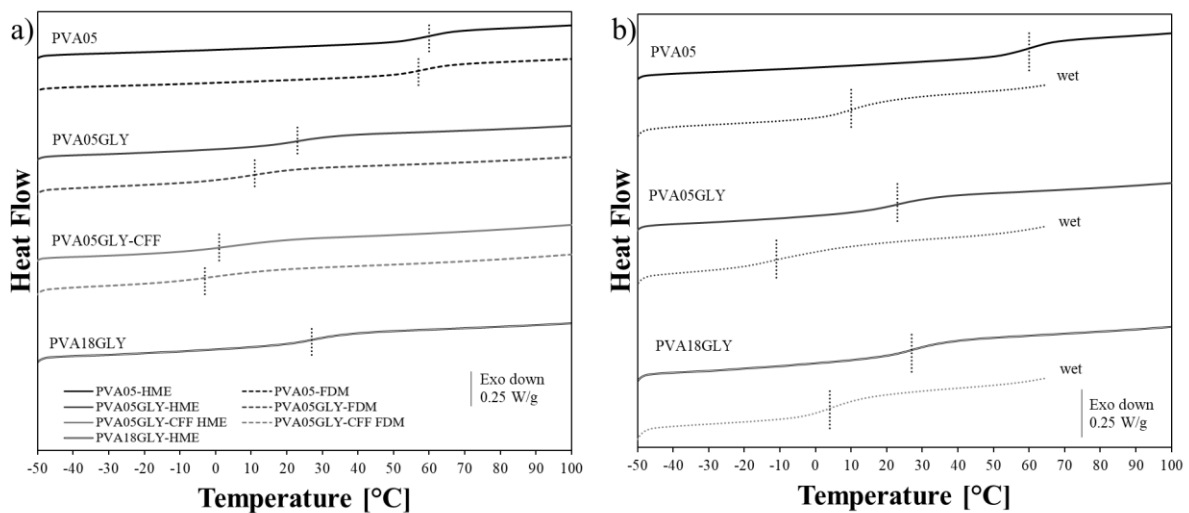 a)
PVA05
PVA05GLY
PVA05GLY-CFF
PVA18GLY
PVA05-HME
PVA05-FDM
PVA05GLY-HME
PVA05GLY-FDM
PVA05GLY-CFF HME
PVA05GLY-CFF FDM
PVA18GLY-HME
Exo down
0.25 W/g
Heat Flow
-50 -40 -30 -20 -10 0 10 20 30 40 50 60 70 80 90 100
Temperature [°C]
b)
PVA05
wet
PVA05GLY
wet
PVA18GLY
wet
Exo down
0.25 W/g
Heat Flow
-50 -40 -30 -20 -10 0 10 20 30 40 50 60 70 80 90 100
Temperature [°C]